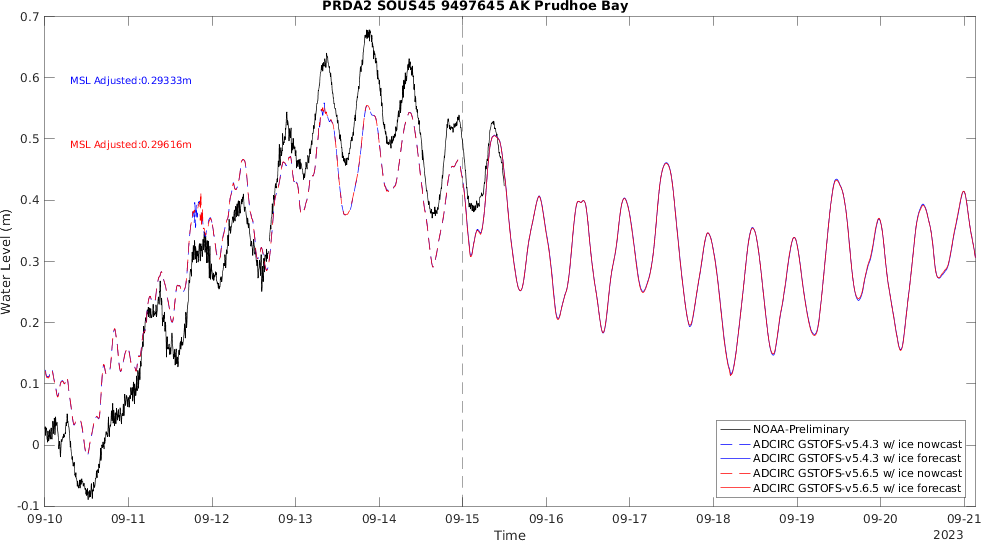 PRDA2 SOUS45 9497645 AK Prudhoe Bay
0.7
0.6
0.5
0.4
0.3
0.2
0.1
0
-0.1
Water Level (m)
MSL Adjusted:0.29333m
MSL Adjusted:0.29616m
NOAA-Preliminary
ADCIRC GSTOFS-v5.4.3 w/ ice nowcast
ADCIRC GSTOFS-v5.4.3 w/ ice forecast
ADCIRC GSTOFS-v5.6.5 w/ ice nowcast
ADCIRC GSTOFS-v5.6.5 w/ ice forecast
09-10 09-11 09-12 09-13 09-14 09-15 09-16 09-17 09-18 09-19 09-20 09-21
Time
2023